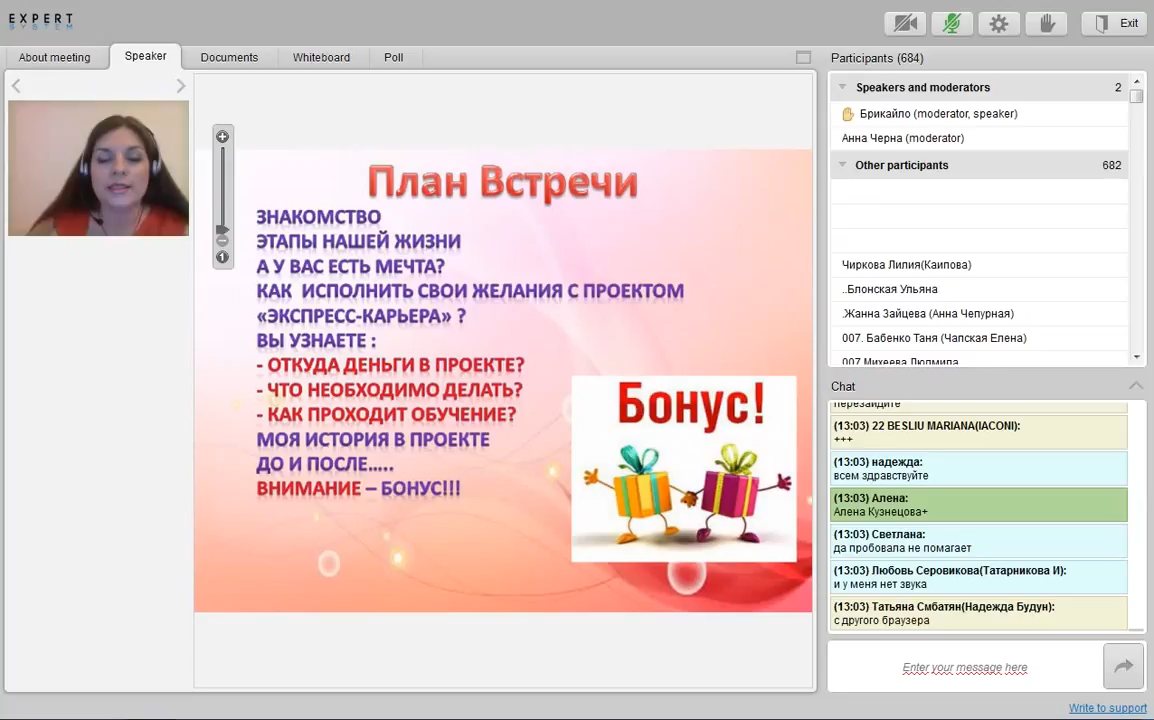 EXPERT
SYSTEM
Exit
About meeting
Speaker
Documents
Whiteboard
Poll
План Встречи
ЗНАКОМСТВО
ЭТАПЫ НАШЕЙ ЖИЗНИ
А У ВАС ЕСТЬ МЕЧТА?
КАК ИСПОЛНИТЬ СВОИ ЖЕЛАНИЯ С ПРОЕКТОМ
«ЭКСПРЕСС-КАРЬЕРА» ?
ВЫ УЗНАЕТЕ :
- ОТКУДА ДЕНЬГИ В ПРОЕКТЕ?
- ЧТО НЕОБХОДИМО ДЕЛАТЬ?
- КАК ПРОХОДИТ ОБУЧЕНИЕ?
МОЯ ИСТОРИЯ В ПРОЕКТЕ
ДО И ПОСЛЕ…..
ВНИМАНИЕ – БОНУС!!!
Бонус!
Participants (684)
Speakers and moderators 2
Брикайло (moderator, speaker)
Анна Черна (moderator)
Other participants 682
Чиркова Лилия(Каипова)
..Блонская Ульяна
.Жанна Зайцева (Анна Чепурная)
007. Бабенко Таня (Чапская Елена)
007 Михеева Людмила
Chat
перезайдите
(13:03) 22 BESLIU MARIANA(IACONI):
+++
(13:03) надежда:
всем здравствуйте
(13:03) Алена:
Алена Кузнецова+
(13:03) Светлана:
да пробовала не помагает
(13:03) Любовь Серовикова(Татарникова И):
и у меня нет звука
(13:03) Татьяна Смбатян(Надежда Будун):
с другого браузера
Enter your message here
Write to support